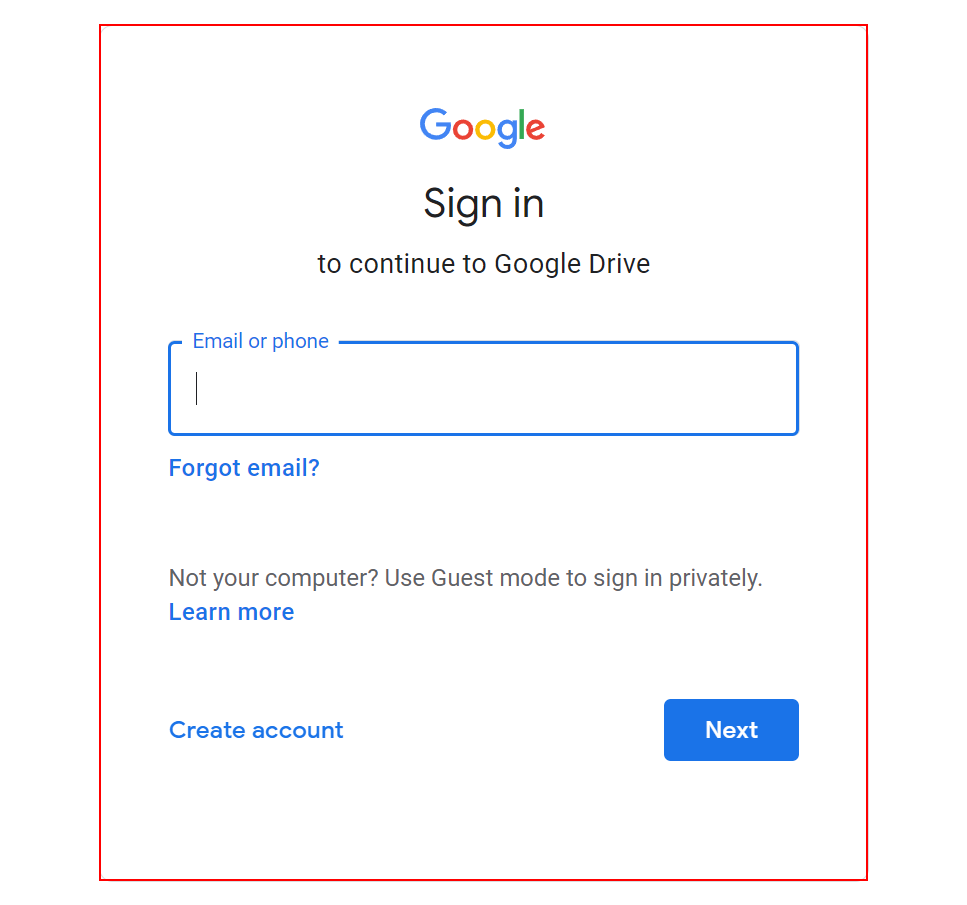 Google
Sign in
to continue to Google Drive
Email or phone
Forgot email?
Not your computer? Use Guest mode to sign in privately.
Learn more
Create account
Next